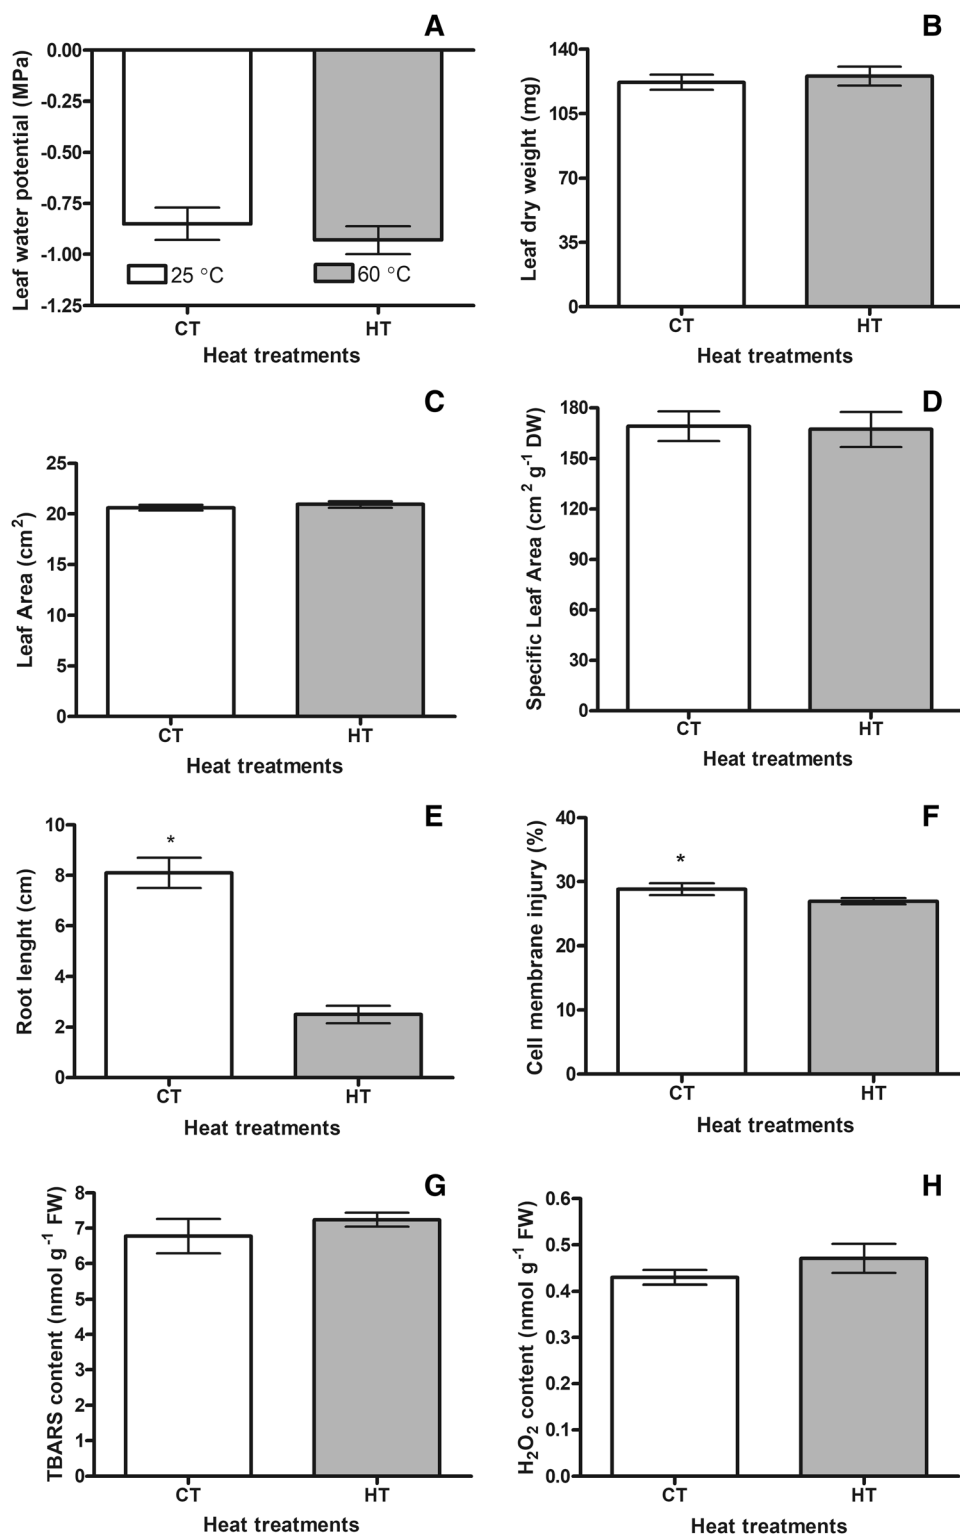 A
Leaf water potential (MPa)
0.00
-0.25
-0.50
-0.75
-1.00
-1.25
25 °C
60 °C
CT
HT
Heat treatments
B
Leaf dry weight (mg)
140
105
70
35
0
CT
HT
Heat treatments
C
Leaf Area (cm2)
25
20
15
10
5
0
CT
HT
Heat treatments
D
Specific Leaf Area (cm2 g-1 DW)
180
150
120
90
60
30
0
CT
HT
Heat treatments
E
Root lenght (cm)
10
8
6
4
2
0
*
CT
HT
Heat treatments
F
Cell membrane injury (%)
40
30
20
10
0
*
CT
HT
Heat treatments
G
TBARS content (nmol g-1 FW)
8
7
6
5
4
3
2
1
0
CT
HT
Heat treatments
H
H2O2 content (nmol g-1 FW)
0.6
0.5
0.4
0.3
0.2
0.1
0.0
CT
HT
Heat treatments